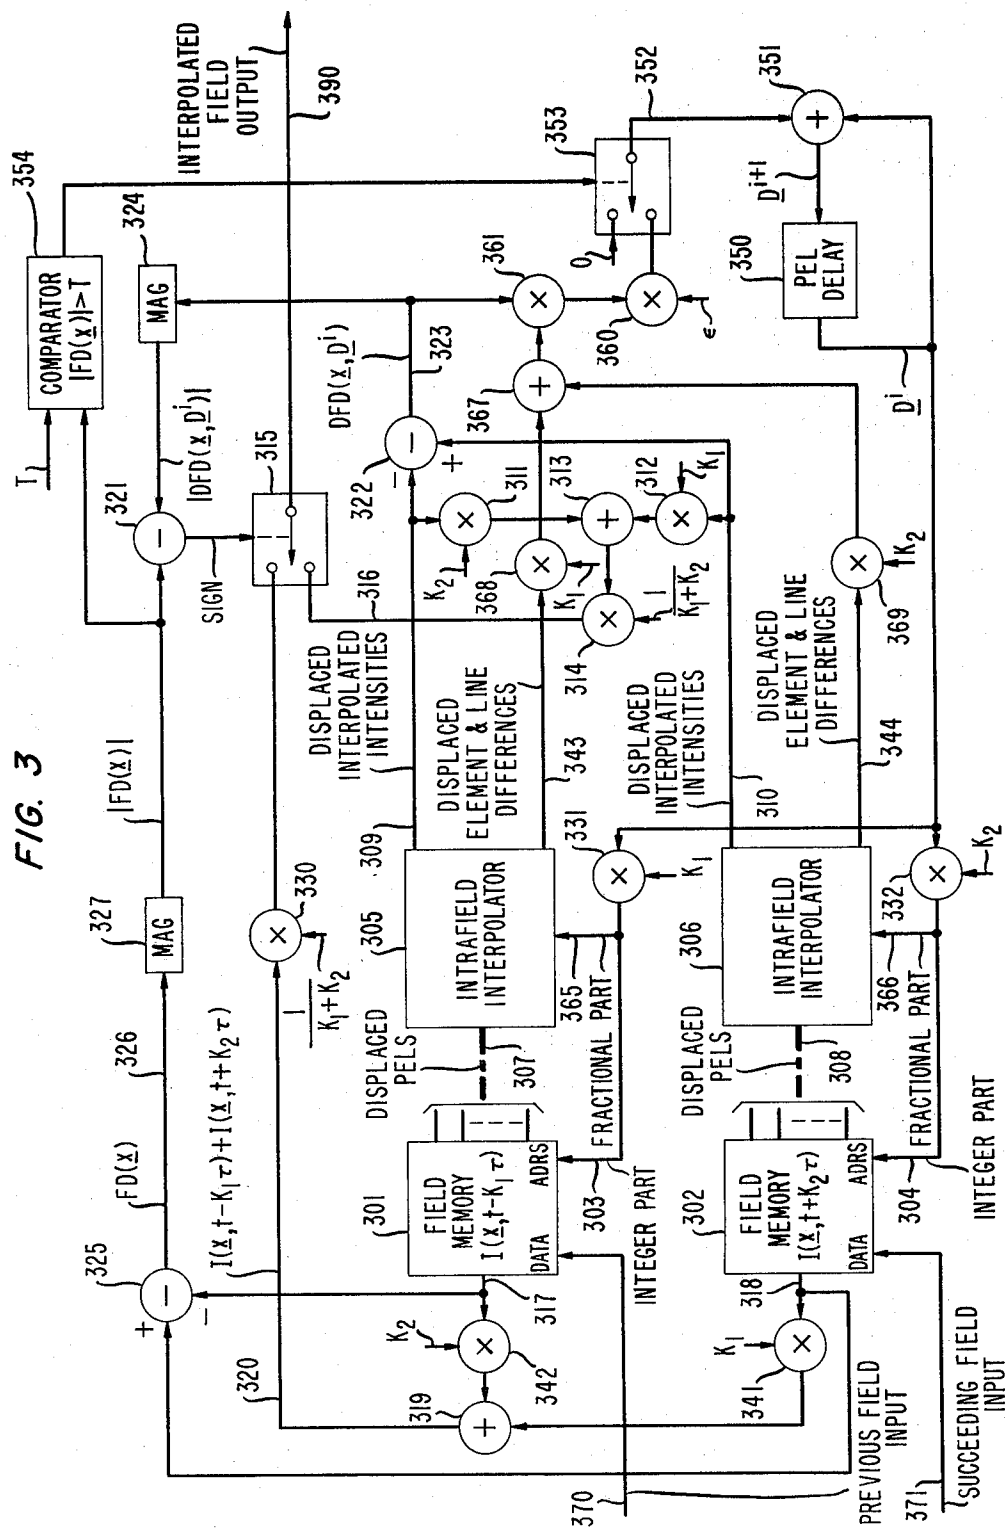 FIG. 3
INTERPOLATED
FIELD
OUTPUT
390
354
COMPARATOR
|FD(x)|>T
T
324
MAG
|DFD(x,Dⁱ)|
321
SIGN
315
316
|FD(x)|
327
MAG
326
FD(x)
325
+
−
−
−
330
×
1
K₁+K₂
I(x,t-K₁τ)+I(x,t+K₂τ)
320
319
+
353
352
351
+
Dⁱ⁺¹
350
PEL
DELAY
Dⁱ
0
361
×
360
×
ε
DFD(x,Dⁱ)
323
322
−
−
+
367
+
311
×
K₂
313
+
312
×
K₁
368
×
K₁
314
×
1
K₁+K₂
369
×
K₂
DISPLACED
INTERPOLATED
INTENSITIES
309
DISPLACED
ELEMENT & LINE
DIFFERENCES
343
DISPLACED
INTERPOLATED
INTENSITIES
310
DISPLACED
ELEMENT & LINE
DIFFERENCES
344
305
INTRAFIELD
INTERPOLATOR
331
×
K₁
306
INTRAFIELD
INTERPOLATOR
332
×
K₂
365
FRACTIONAL PART
366
FRACTIONAL PART
DISPLACED
PELS
307
DISPLACED
PELS
308
301
FIELD
MEMORY
I(x,t-K₁τ)
DATA
ADRS
303
INTEGER PART
302
FIELD
MEMORY
I(x,t+K₂τ)
DATA
ADRS
304
INTEGER PART
317
K₂
×
342
318
K₁
×
341
370
PREVIOUS FIELD
INPUT
371
SUCCEEDING FIELD
INPUT